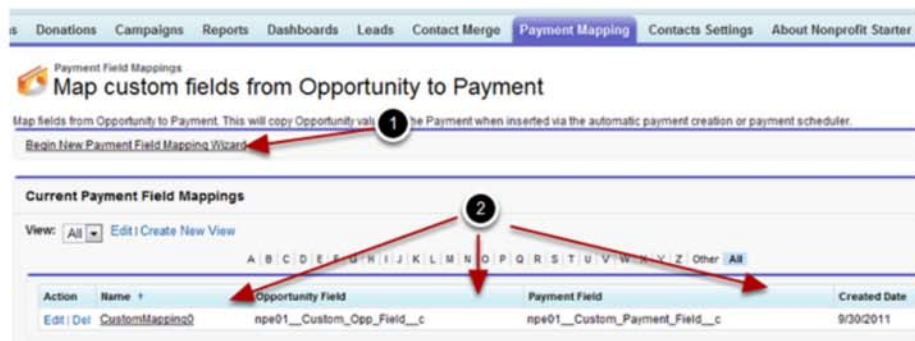 s Donations Campaigns Reports Dashboards Leads Contact Merge Payment Mapping Contacts Settings About Nonprofit Starter
Payment Field Mappings
Map custom fields from Opportunity to Payment
Map fields from Opportunity to Payment. This will copy Opportunity valu 1 he Payment when inserted via the automatic payment creation or payment scheduler.
Begin New Payment Field Mapping Wizard
Current Payment Field Mappings
2
View: All Edit | Create New View
A B C D E F G H I J K L M N O P Q R S T U V W X Y Z Other All
Action Name Opportunity Field Payment Field Created Date
Edit | Del CustomMapping0 npe01__Custom_Opp_Field__c npe01__Custom_Payment_Field__c 9/30/2011